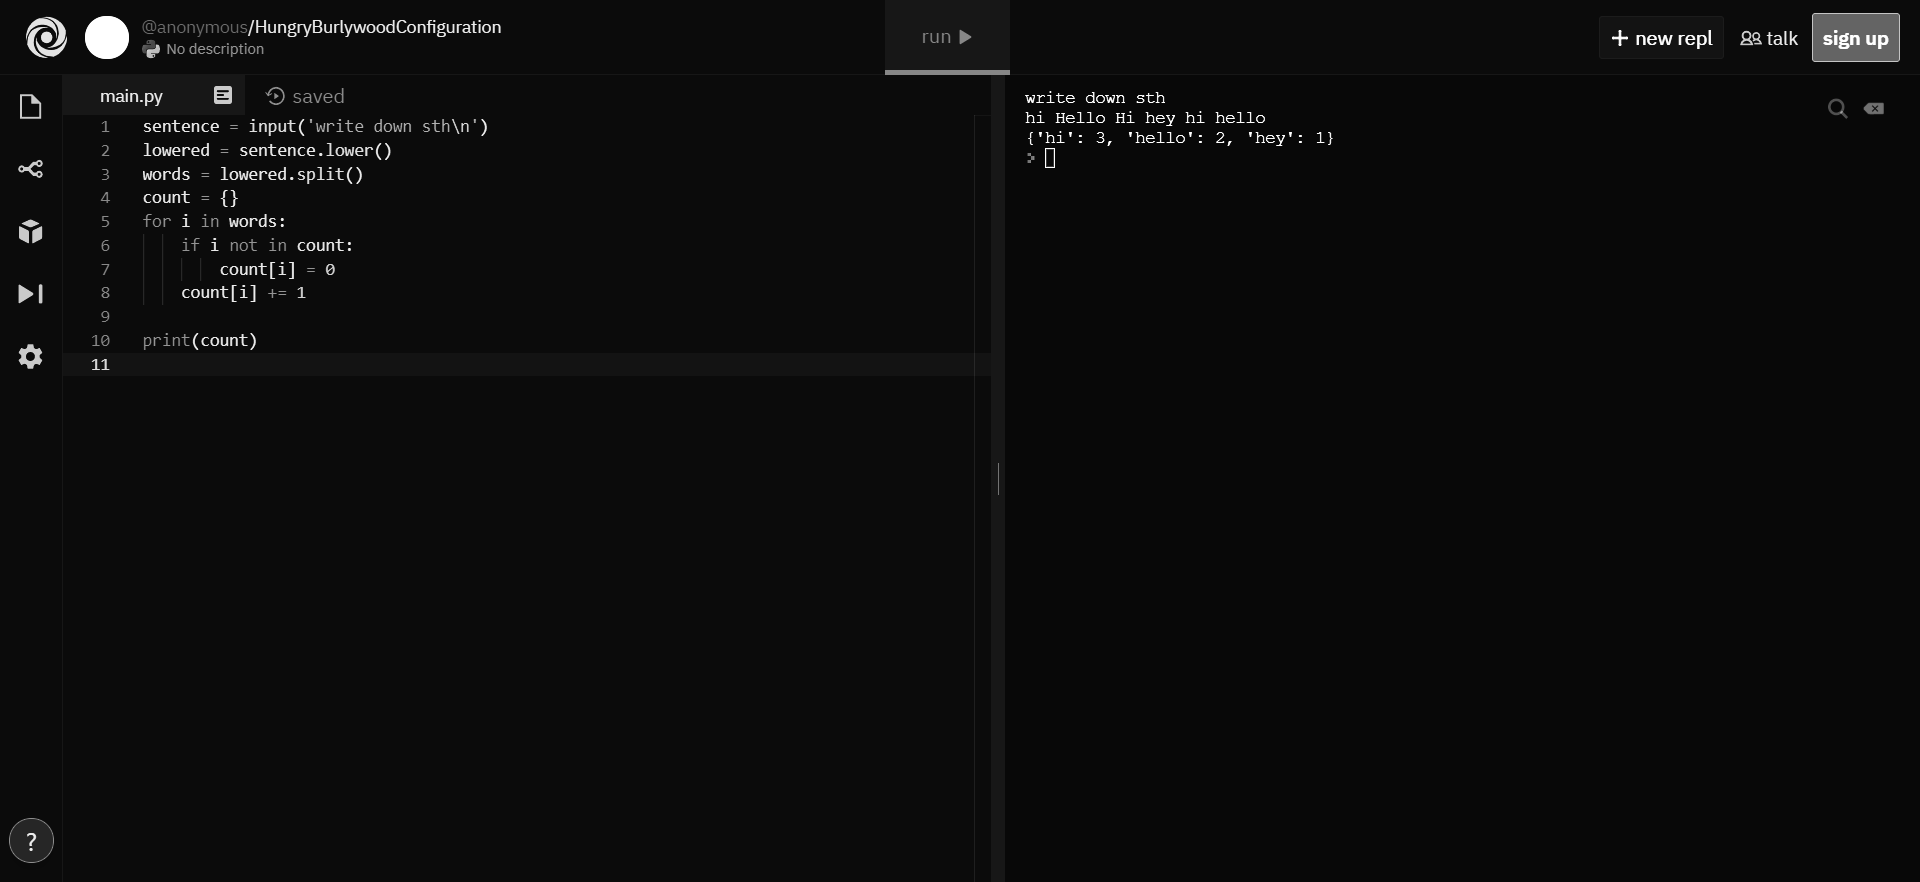 @anonymous/HungryBurlywoodConfiguration
No description
run
+ new repl
talk
sign up
main.py
saved
1 sentence = input('write down sth\n')
2 lowered = sentence.lower()
3 words = lowered.split()
4 count = {}
5 for i in words:
6 if i not in count:
7 count[i] = 0
8 count[i] += 1
9
10 print(count)
11
write down sth
hi Hello Hi hey hi hello
{'hi': 3, 'hello': 2, 'hey': 1}
>
?